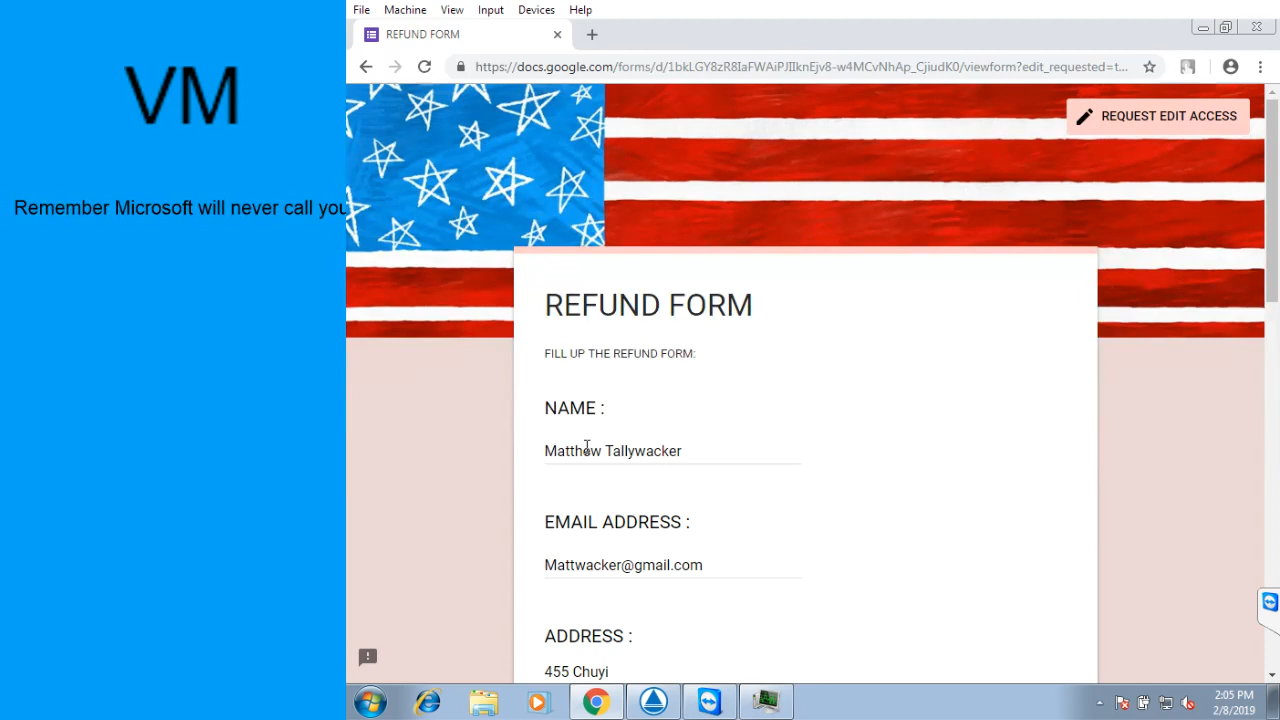 File Machine View Input Devices Help
VM
REFUND FORM
https://docs.google.com/forms/d/1bkLGY8zR8IaFWAiPJIIknEjv8-w4MCvNhAp_CjiudK0/viewform?edit_requested=t...
REQUEST EDIT ACCESS
Remember Microsoft will never call you
REFUND FORM
FILL UP THE REFUND FORM:
NAME :
Matthew Tallywacker
EMAIL ADDRESS :
Mattwacker@gmail.com
ADDRESS :
455 Chuyi
2:05 PM
2/8/2019